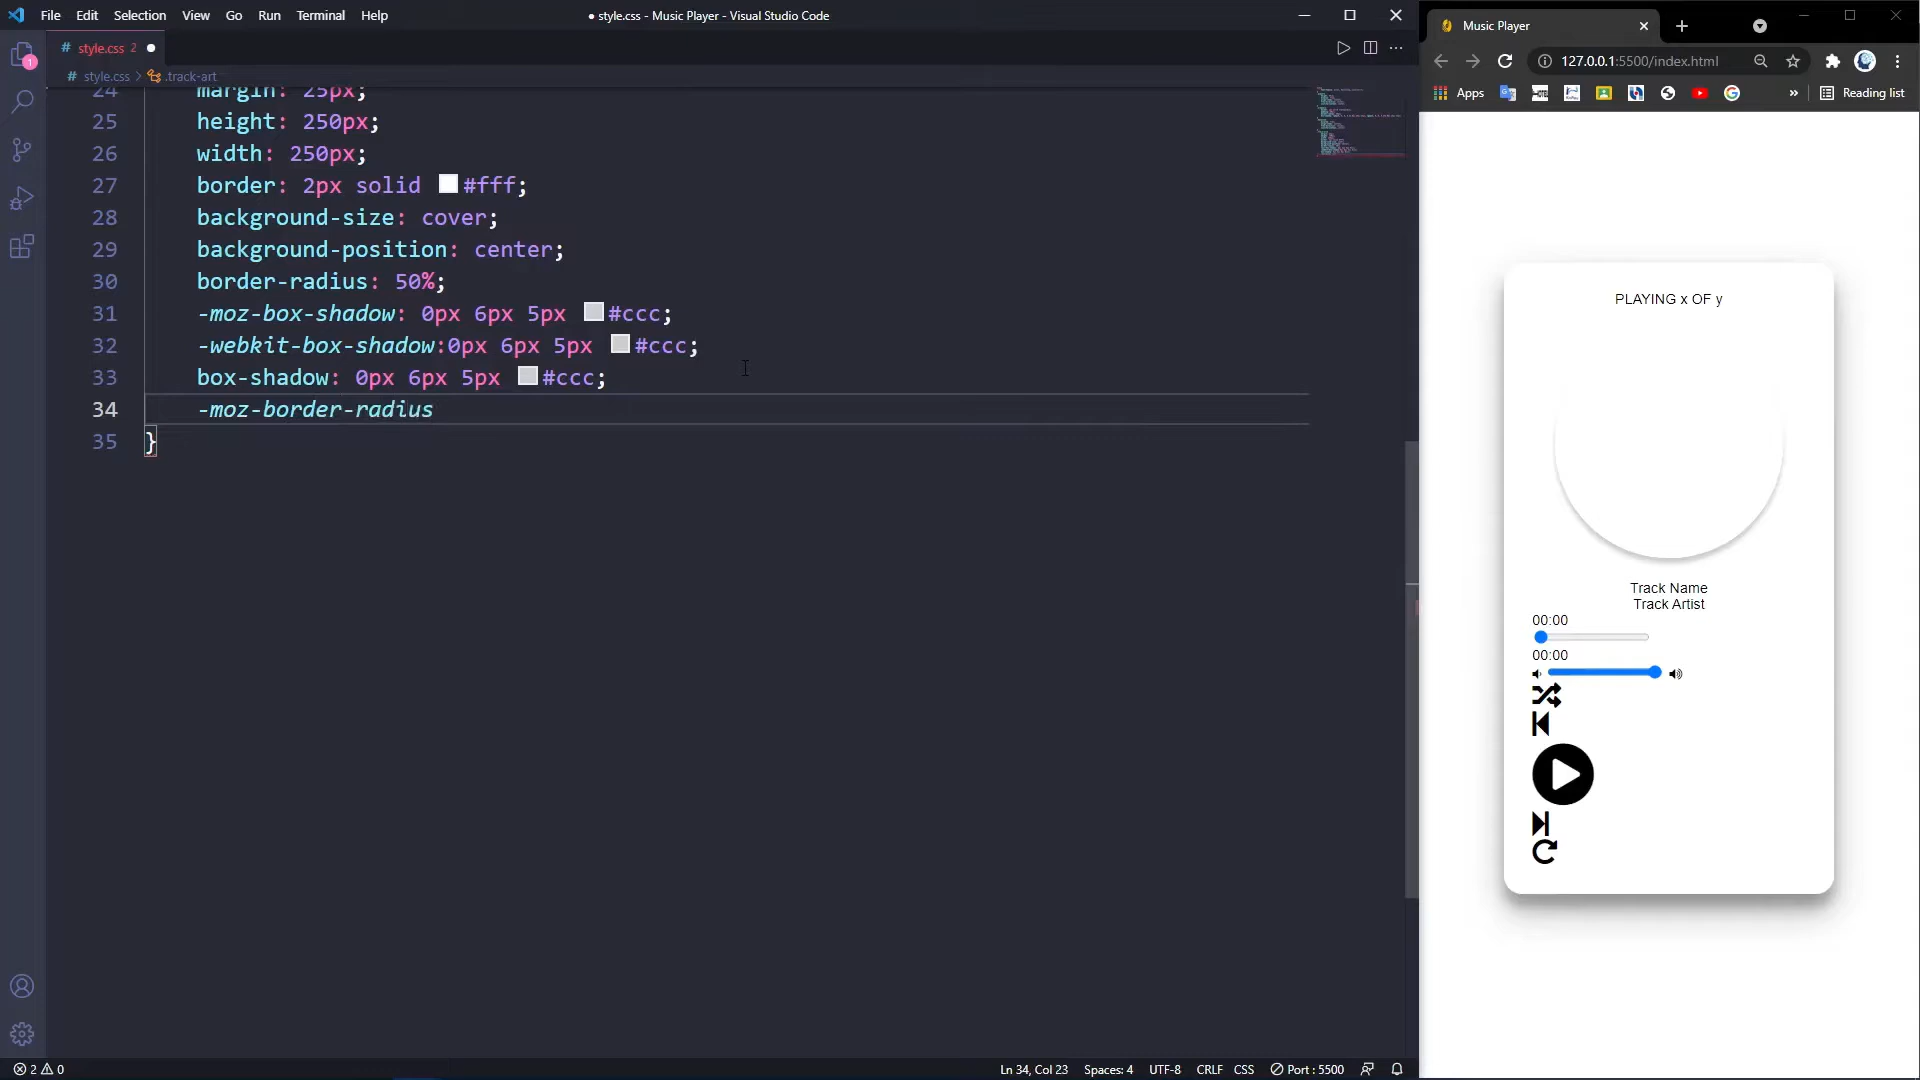 File Edit Selection View Go Run Terminal Help
● style.css - Music Player - Visual Studio Code
# style.css 2 ●
# style.css > .track-art
1
24 margin: 25px;
25 height: 250px;
26 width: 250px;
27 border: 2px solid #fff;
28 background-size: cover;
29 background-position: center;
30 border-radius: 50%;
31 -moz-box-shadow: 0px 6px 5px #ccc;
32 -webkit-box-shadow:0px 6px 5px #ccc;
33 box-shadow: 0px 6px 5px #ccc;
34 -moz-border-radius
35 }
2 0
Ln 34, Col 23 Spaces: 4 UTF-8 CRLF CSS Port : 5500
Music Player
127.0.0.1:5500/index.html
Apps » Reading list
PLAYING x OF y
Track Name
Track Artist
00:00
00:00